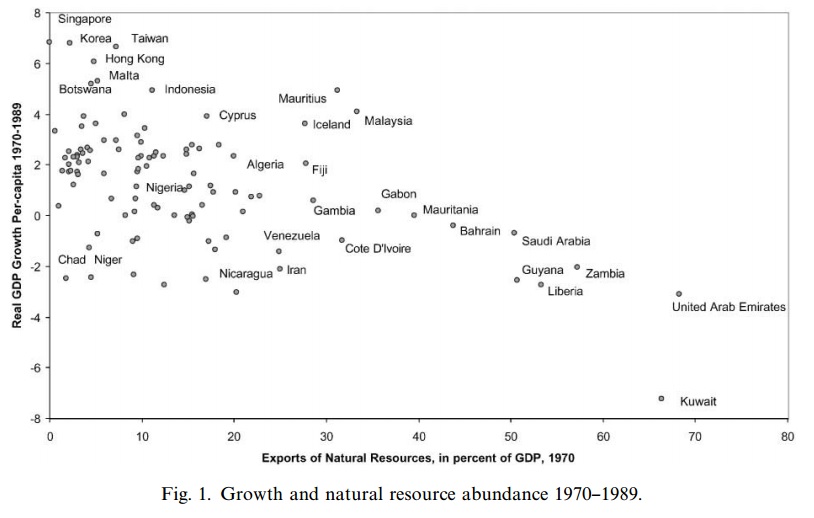 8
Singapore
Korea Taiwan
6
Hong Kong
Malta
Botswana Indonesia
Mauritius
4
Cyprus
Malaysia
Iceland
2
Algeria
Fiji
Nigeria
Gabon
0
Gambia
Mauritania
Bahrain
Venezuela
Saudi Arabia
Cote D'Ivoire
Chad Niger
-2
Nicaragua
Iran
Guyana
Zambia
Liberia
United Arab Emirates
-4
-6
Kuwait
-8
0 10 20 30 40 50 60 70 80
Real GDP Growth Per-capita 1970-1989
Exports of Natural Resources, in percent of GDP, 1970
Fig. 1. Growth and natural resource abundance 1970–1989.